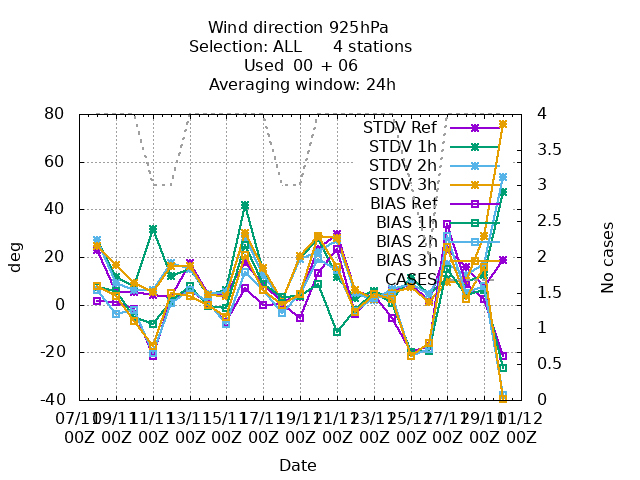 Wind direction 925hPa
Selection: ALL 4 stations
Used 00 + 06
Averaging window: 24h
80
60
40
20
0
-20
-40
deg
4
3.5
3
2.5
2
1.5
1
0.5
0
No cases
STDV Ref
STDV 1h
STDV 2h
STDV 3h
BIAS Ref
BIAS 1h
BIAS 2h
BIAS 3h
CASES
07/11 09/11 11/11 13/11 15/11 17/11 19/11 21/11 23/11 25/11 27/11 29/11 01/12
00Z 00Z 00Z 00Z 00Z 00Z 00Z 00Z 00Z 00Z 00Z 00Z 00Z
Date